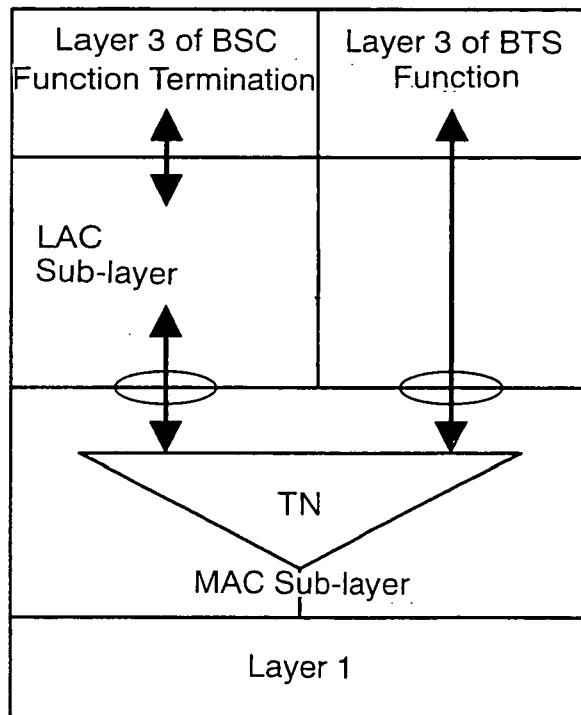 Layer 3 of BSC
Function Termination
Layer 3 of BTS
Function
LAC
Sub-layer
TN
MAC Sub-layer
Layer 1